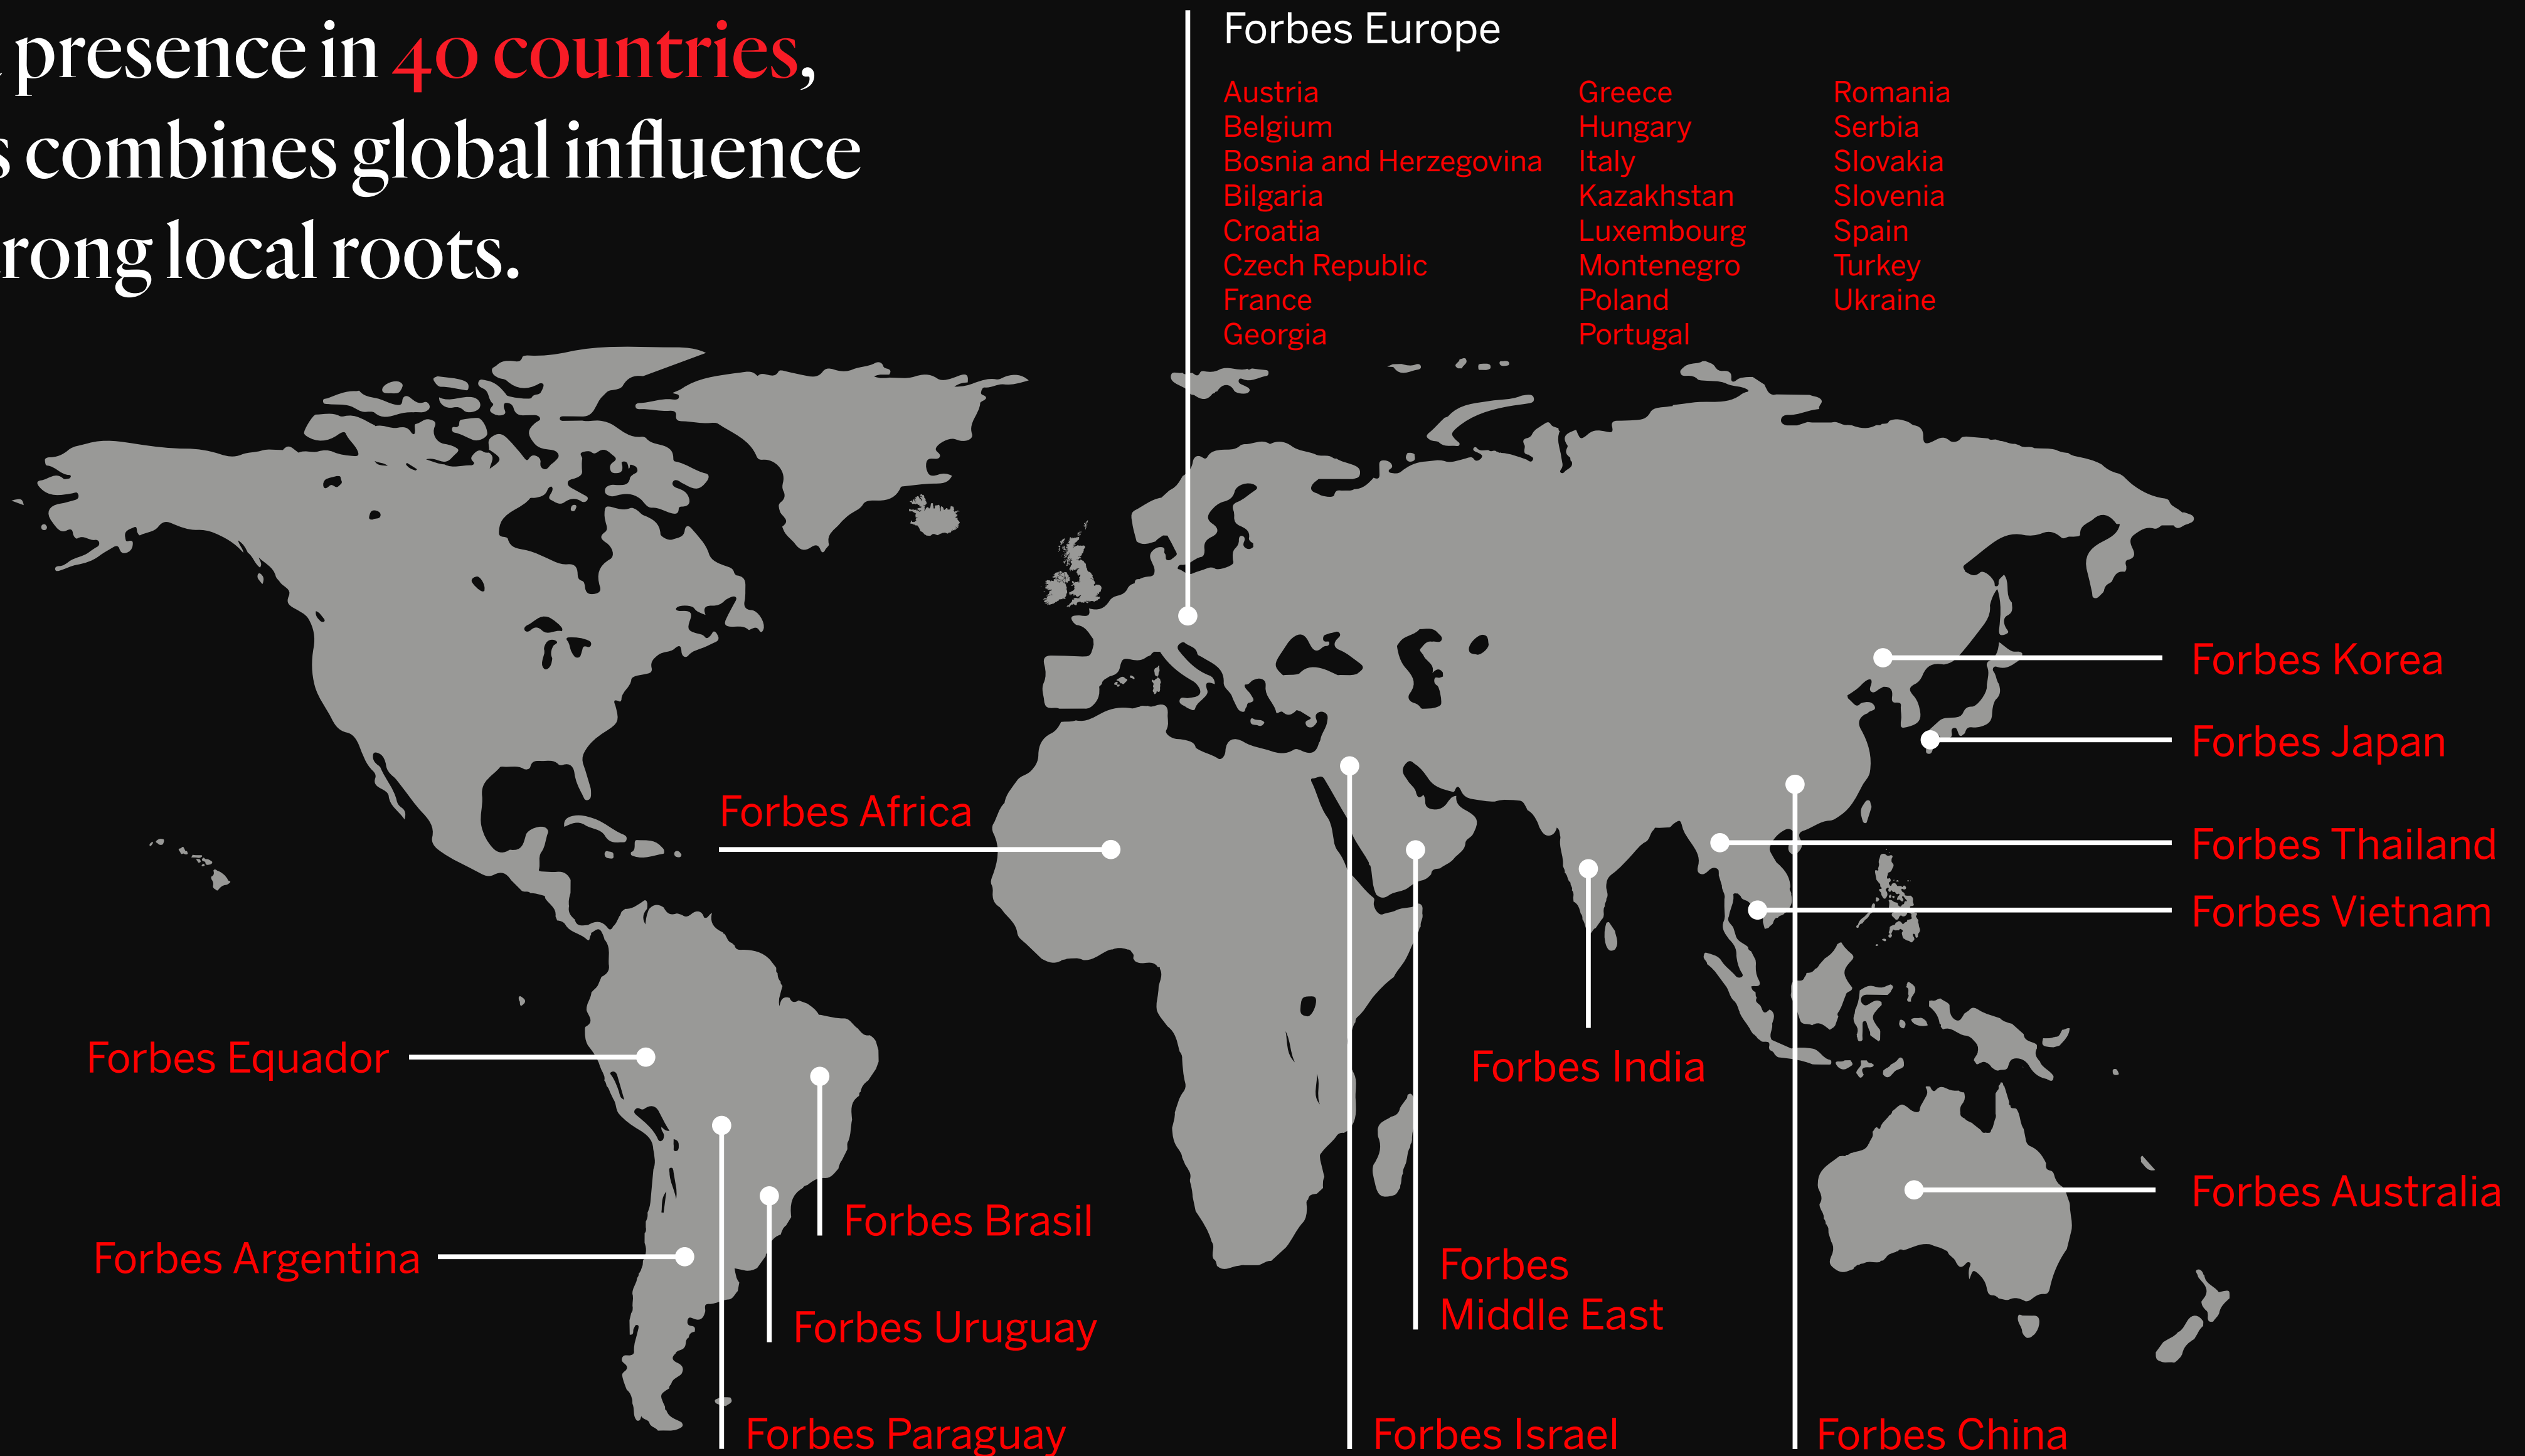 presence in 40 countries,
s combines global influence
rong local roots.
Forbes Europe
Austria
Belgium
Bosnia and Herzegovina
Bilgaria
Croatia
Czech Republic
France
Georgia
Greece
Hungary
Italy
Kazakhstan
Luxembourg
Montenegro
Poland
Portugal
Romania
Serbia
Slovakia
Slovenia
Spain
Turkey
Ukraine
Forbes Korea
Forbes Japan
Forbes Africa
Forbes Thailand
Forbes Vietnam
Forbes Equador
Forbes India
Forbes Australia
Forbes Brasil
Forbes Argentina
Forbes
Middle East
Forbes Uruguay
Forbes Paraguay
Forbes Israel
Forbes China